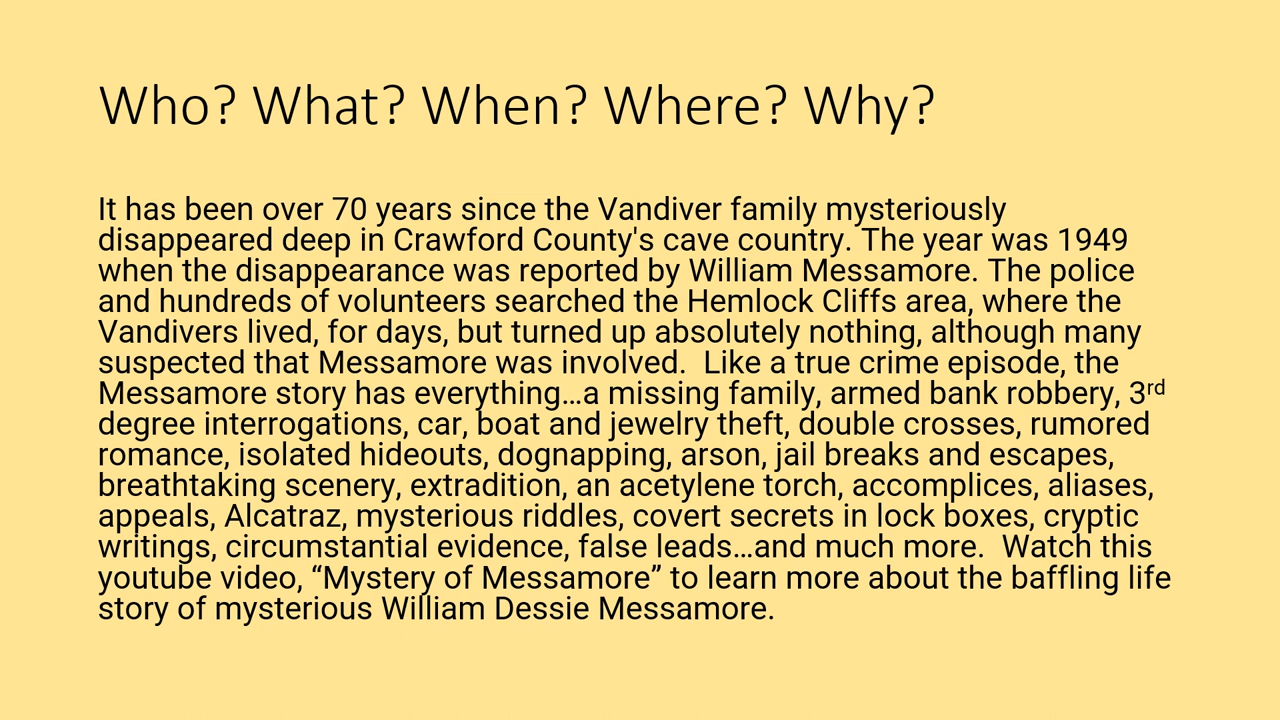 Who? What? When? Where? Why?
It has been over 70 years since the Vandiver family mysteriously
disappeared deep in Crawford County's cave country. The year was 1949
when the disappearance was reported by William Messamore. The police
and hundreds of volunteers searched the Hemlock Cliffs area, where the
Vandivers lived, for days, but turned up absolutely nothing, although many
suspected that Messamore was involved.  Like a true crime episode, the
Messamore story has everything…a missing family, armed bank robbery, 3rd
degree interrogations, car, boat and jewelry theft, double crosses, rumored
romance, isolated hideouts, dognapping, arson, jail breaks and escapes,
breathtaking scenery, extradition, an acetylene torch, accomplices, aliases,
appeals, Alcatraz, mysterious riddles, covert secrets in lock boxes, cryptic
writings, circumstantial evidence, false leads…and much more.  Watch this
youtube video, “Mystery of Messamore” to learn more about the baffling life
story of mysterious William Dessie Messamore.